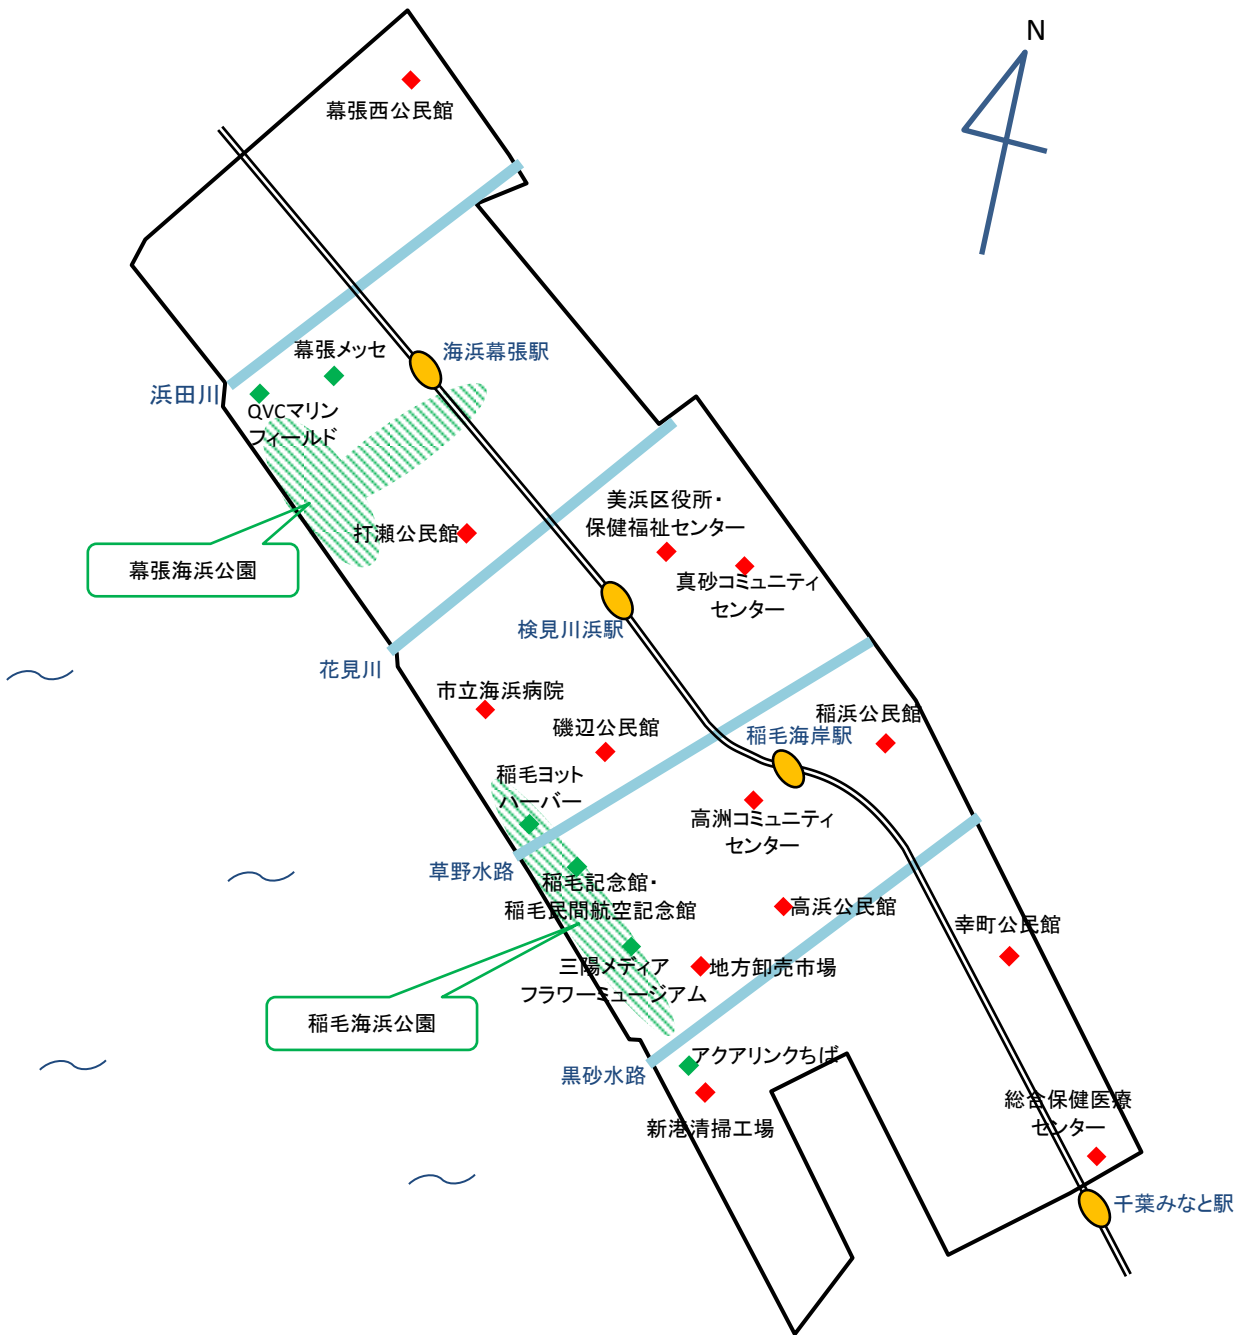 N
幕張西公民館
海浜幕張駅
幕張メッセ
浜田川
QVCマリン
フィールド
美浜区役所・
保健福祉センター
打瀬公民館
幕張海浜公園
真砂コミュニティ
センター
検見川浜駅
花見川
市立海浜病院
稲浜公民館
磯辺公民館
稲毛海岸駅
稲毛ヨット
ハーバー
高洲コミュニティ
センター
草野水路
稲毛記念館・
稲毛民間航空記念館
高浜公民館
幸町公民館
三陽メディア
フラワーミュージアム
地方卸売市場
稲毛海浜公園
アクアリンクちば
黒砂水路
新港清掃工場
総合保健医療
センター
千葉みなと駅